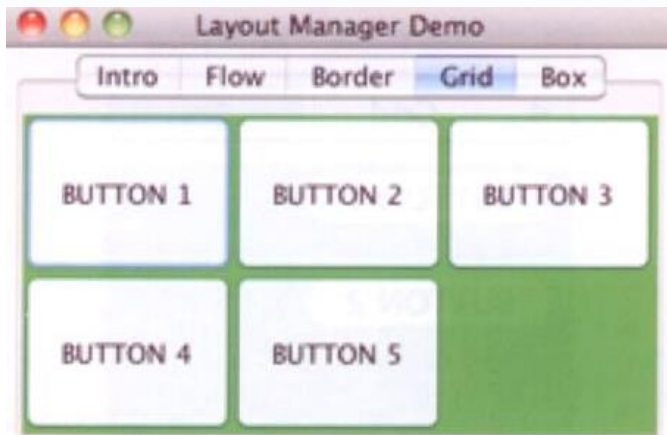 Layout Manager Demo
Intro Flow Border Grid Box
BUTTON 1 BUTTON 2 BUTTON 3
BUTTON 4 BUTTON 5